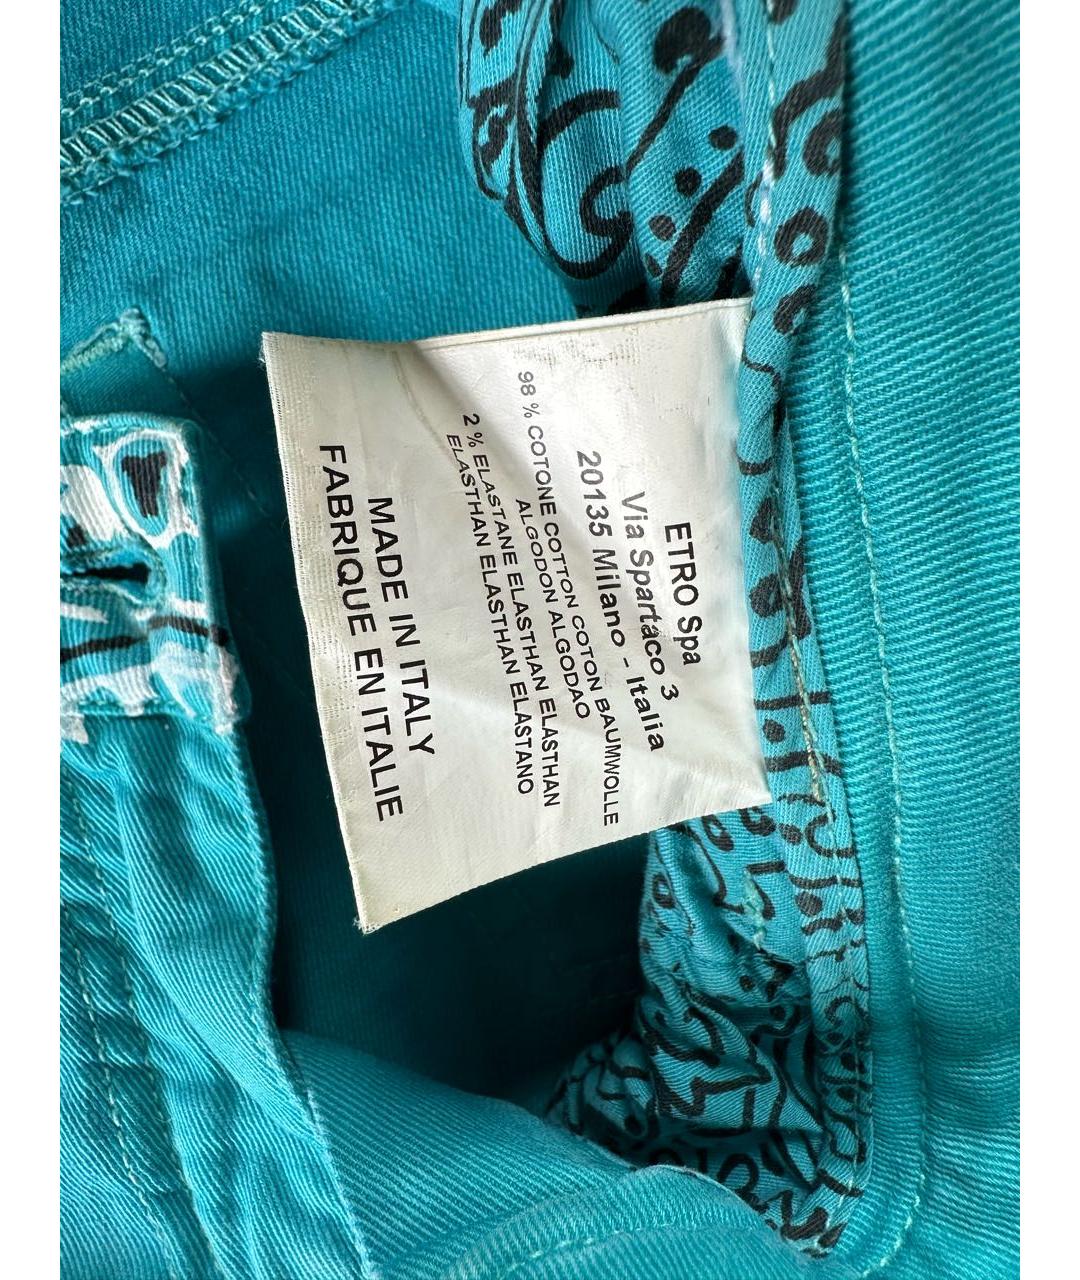 ETRO Spa
Via Spartaco 3
20135 Milano - Italia
98 % COTONE COTTON COTON BAUMWOLLE
ALGODON ALGODAO
2 % ELASTANE ELASTHAN ELASTHAN
ELASTHAN ELASTHAN ELASTANO
MADE IN ITALY
FABRIQUE EN ITALIE